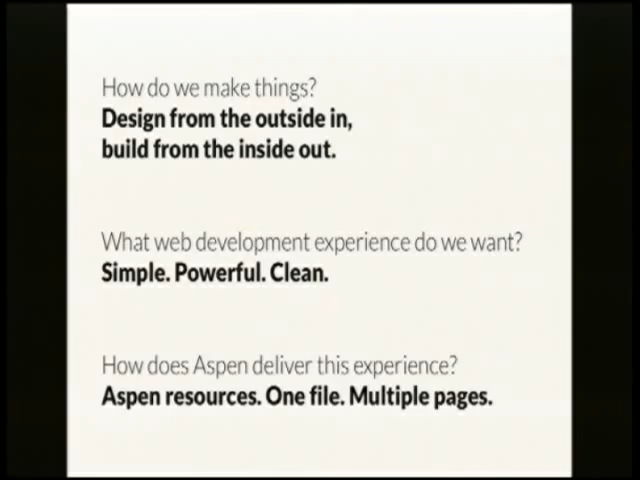 How do we make things?
Design from the outside in,
build from the inside out.
What web development experience do we want?
Simple. Powerful. Clean.
How does Aspen deliver this experience?
Aspen resources. One file. Multiple pages.